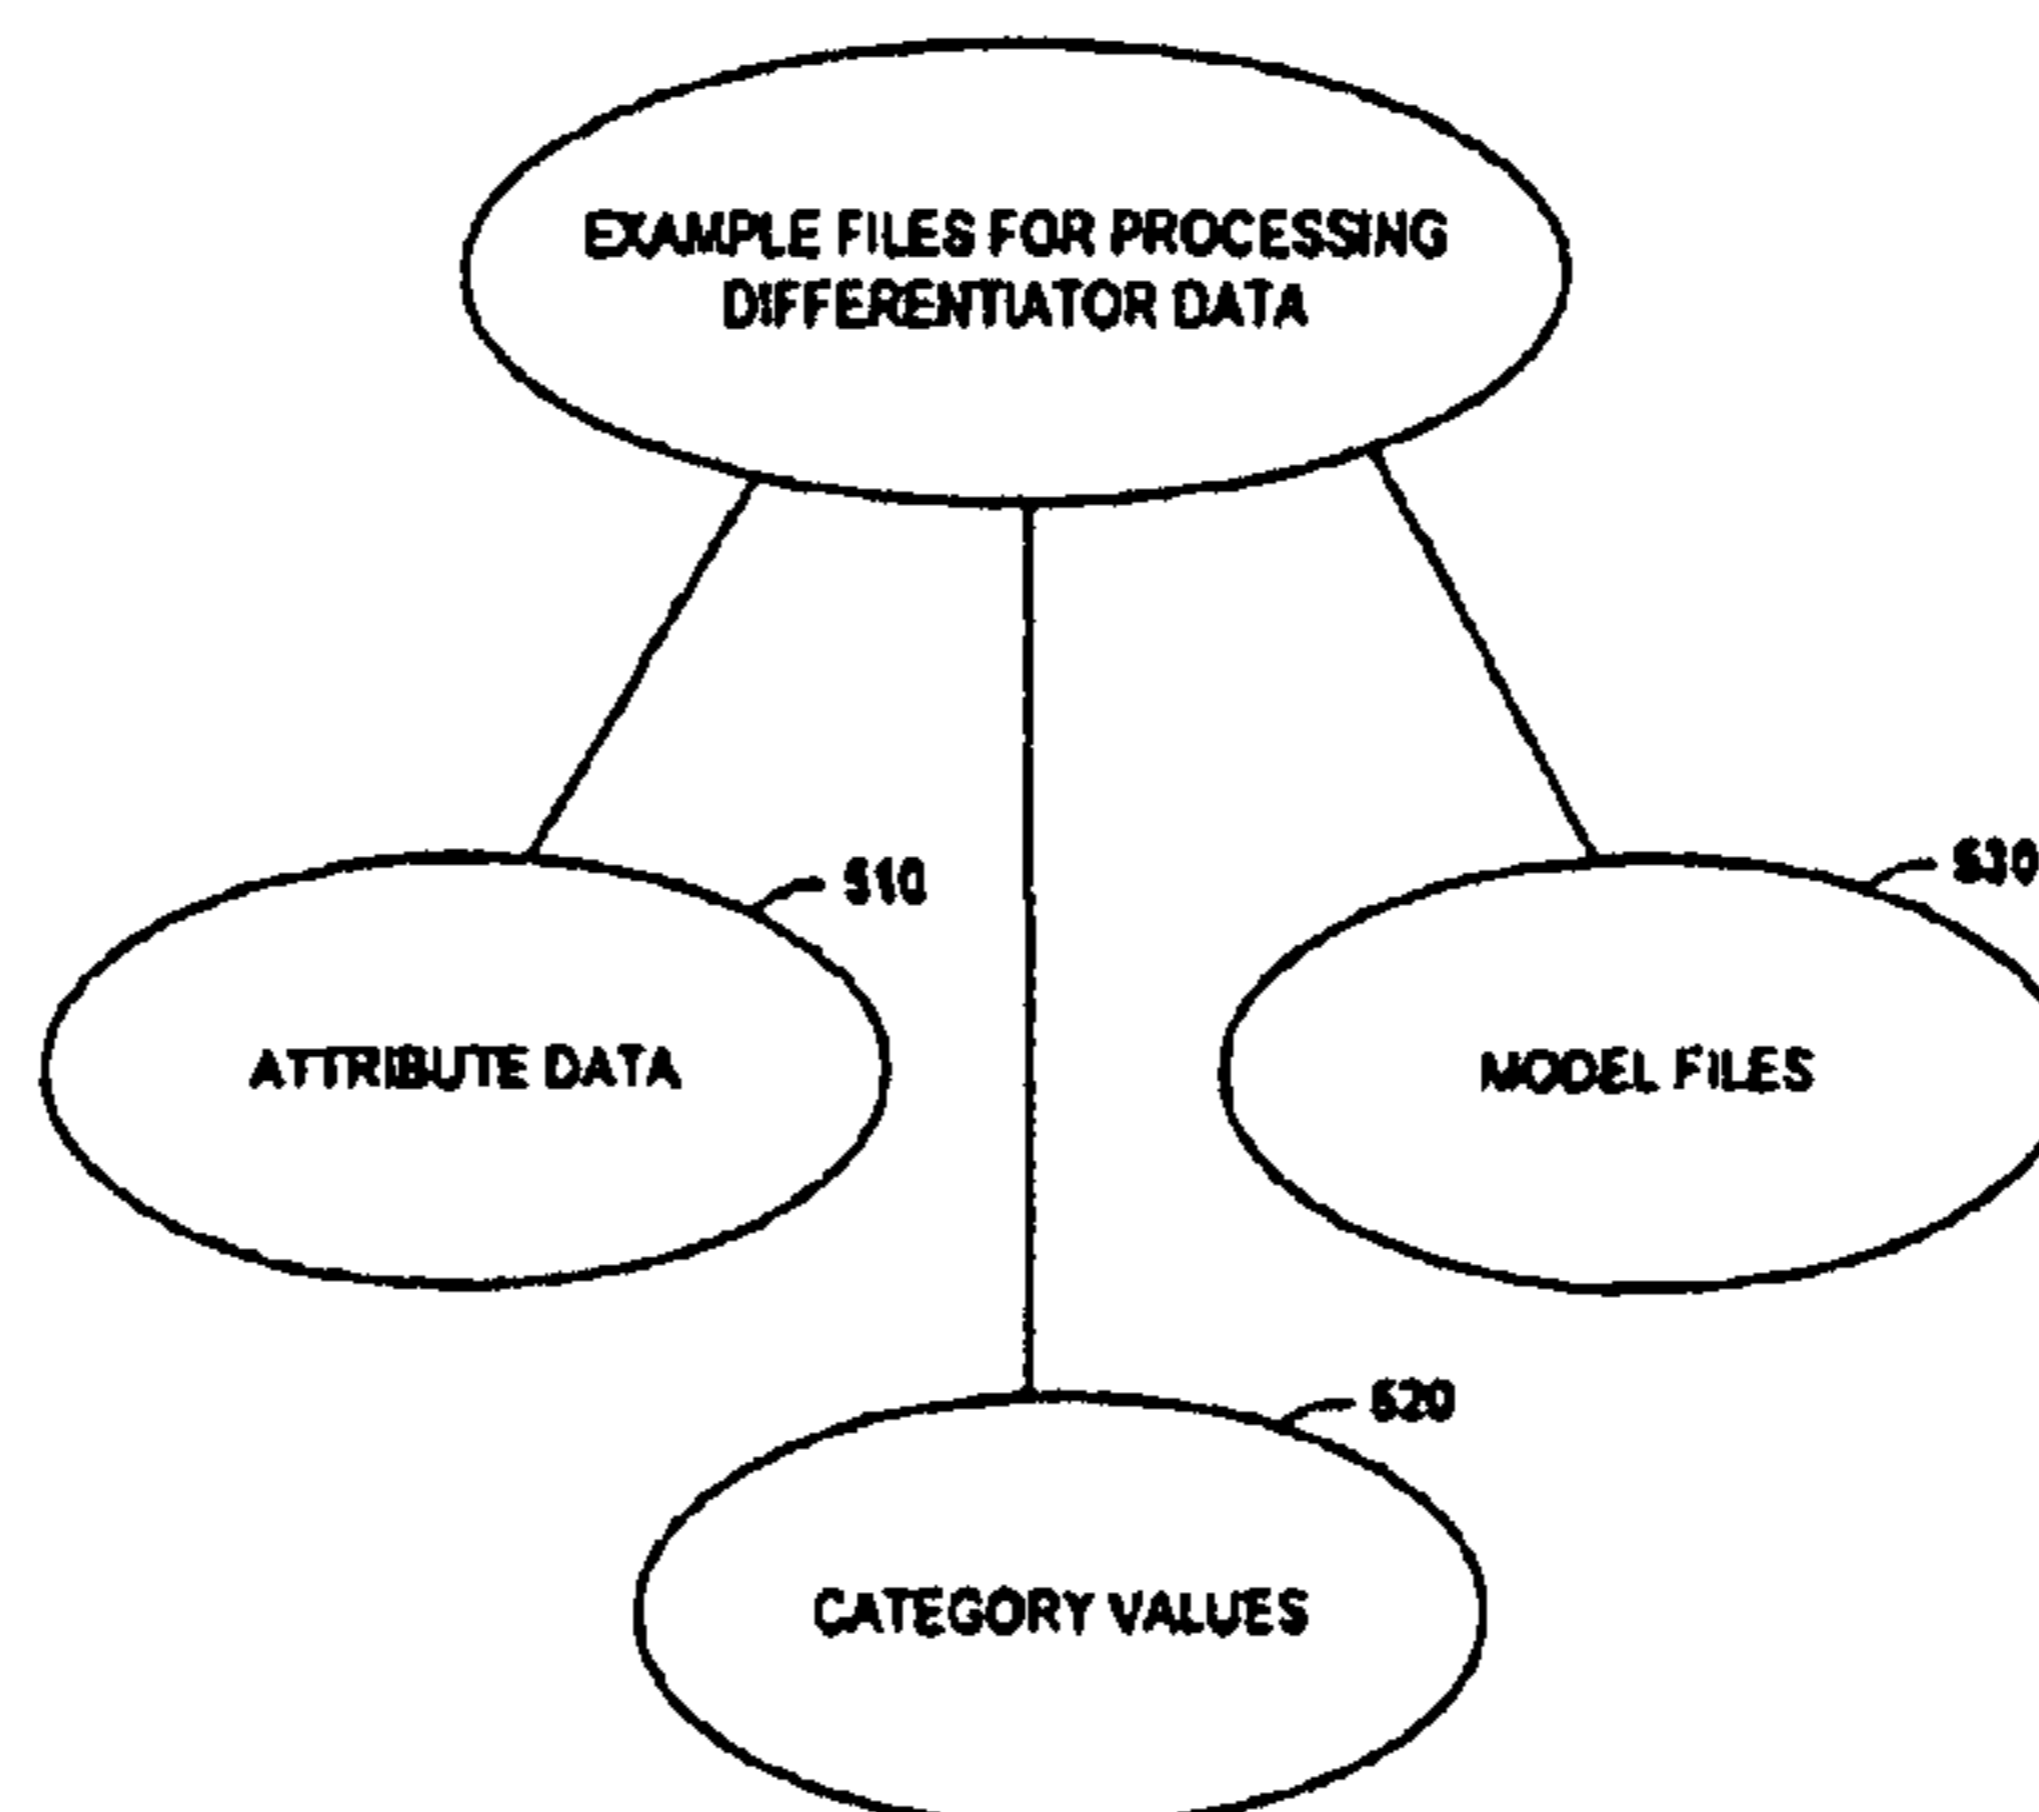 EXAMPLE FILES FOR PROCESSING
DIFFERENTIATOR DATA
510
530
ATTRIBUTE DATA
MODEL FILES
520
CATEGORY VALUES